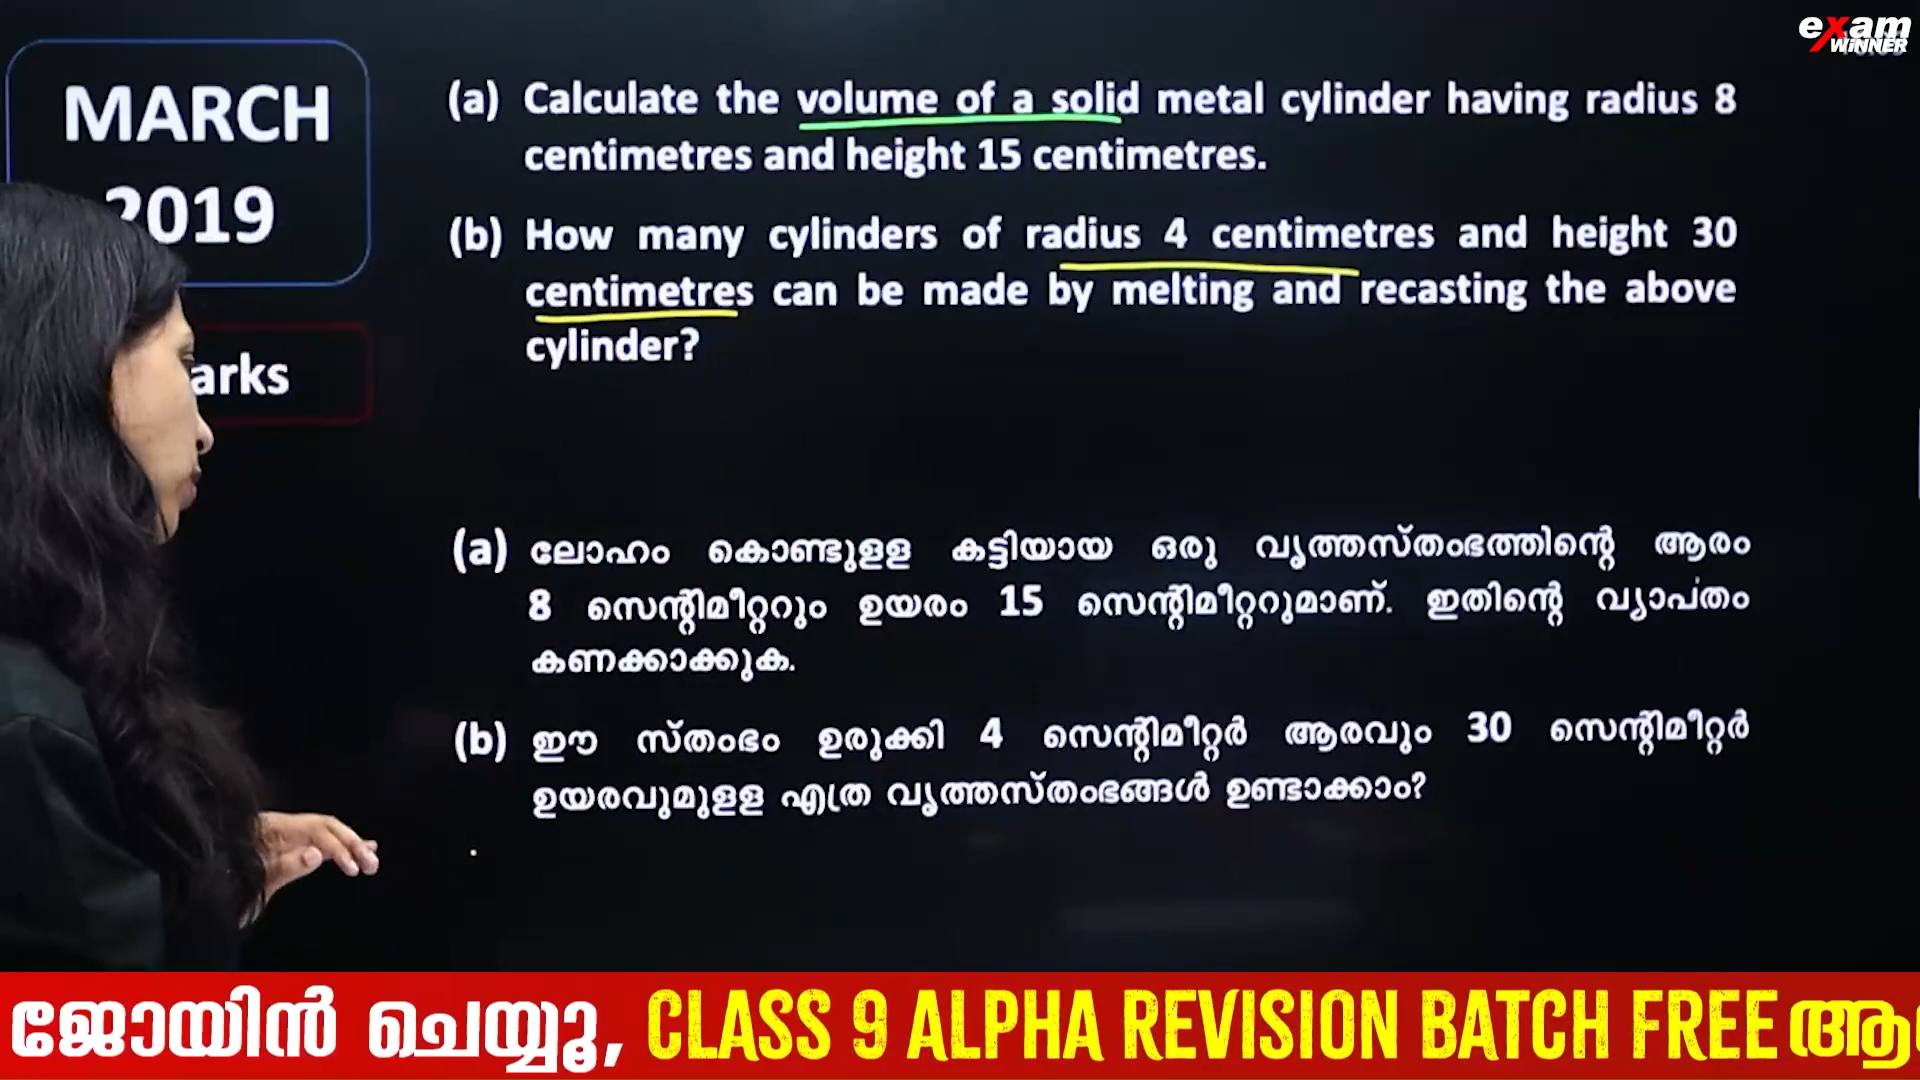 exam
WiNNER
MARCH
2019
arks
(a) Calculate the volume of a solid metal cylinder having radius 8
centimetres and height 15 centimetres.
(b) How many cylinders of radius 4 centimetres and height 30
centimetres can be made by melting and recasting the above
cylinder?
(a) ലോഹം കൊണ്ടുളള കട്ടിയായ ഒരു വൃത്തസ്തംഭത്തിന്റെ ആരം
8 സെന്റിമീറ്ററും ഉയരം 15 സെന്റിമീറ്ററുമാണ്. ഇതിന്റെ വ്യാപ്തം
കണക്കാക്കുക.
(b) ഈ സ്തംഭം ഉരുക്കി 4 സെന്റിമീറ്റർ ആരവും 30 സെന്റിമീറ്റർ
ഉയരവുമുളള എത്ര വൃത്തസ്തംഭങ്ങൾ ഉണ്ടാക്കാം?
ജോയിൻ ചെയ്യൂ, CLASS 9 ALPHA REVISION BATCH FREE